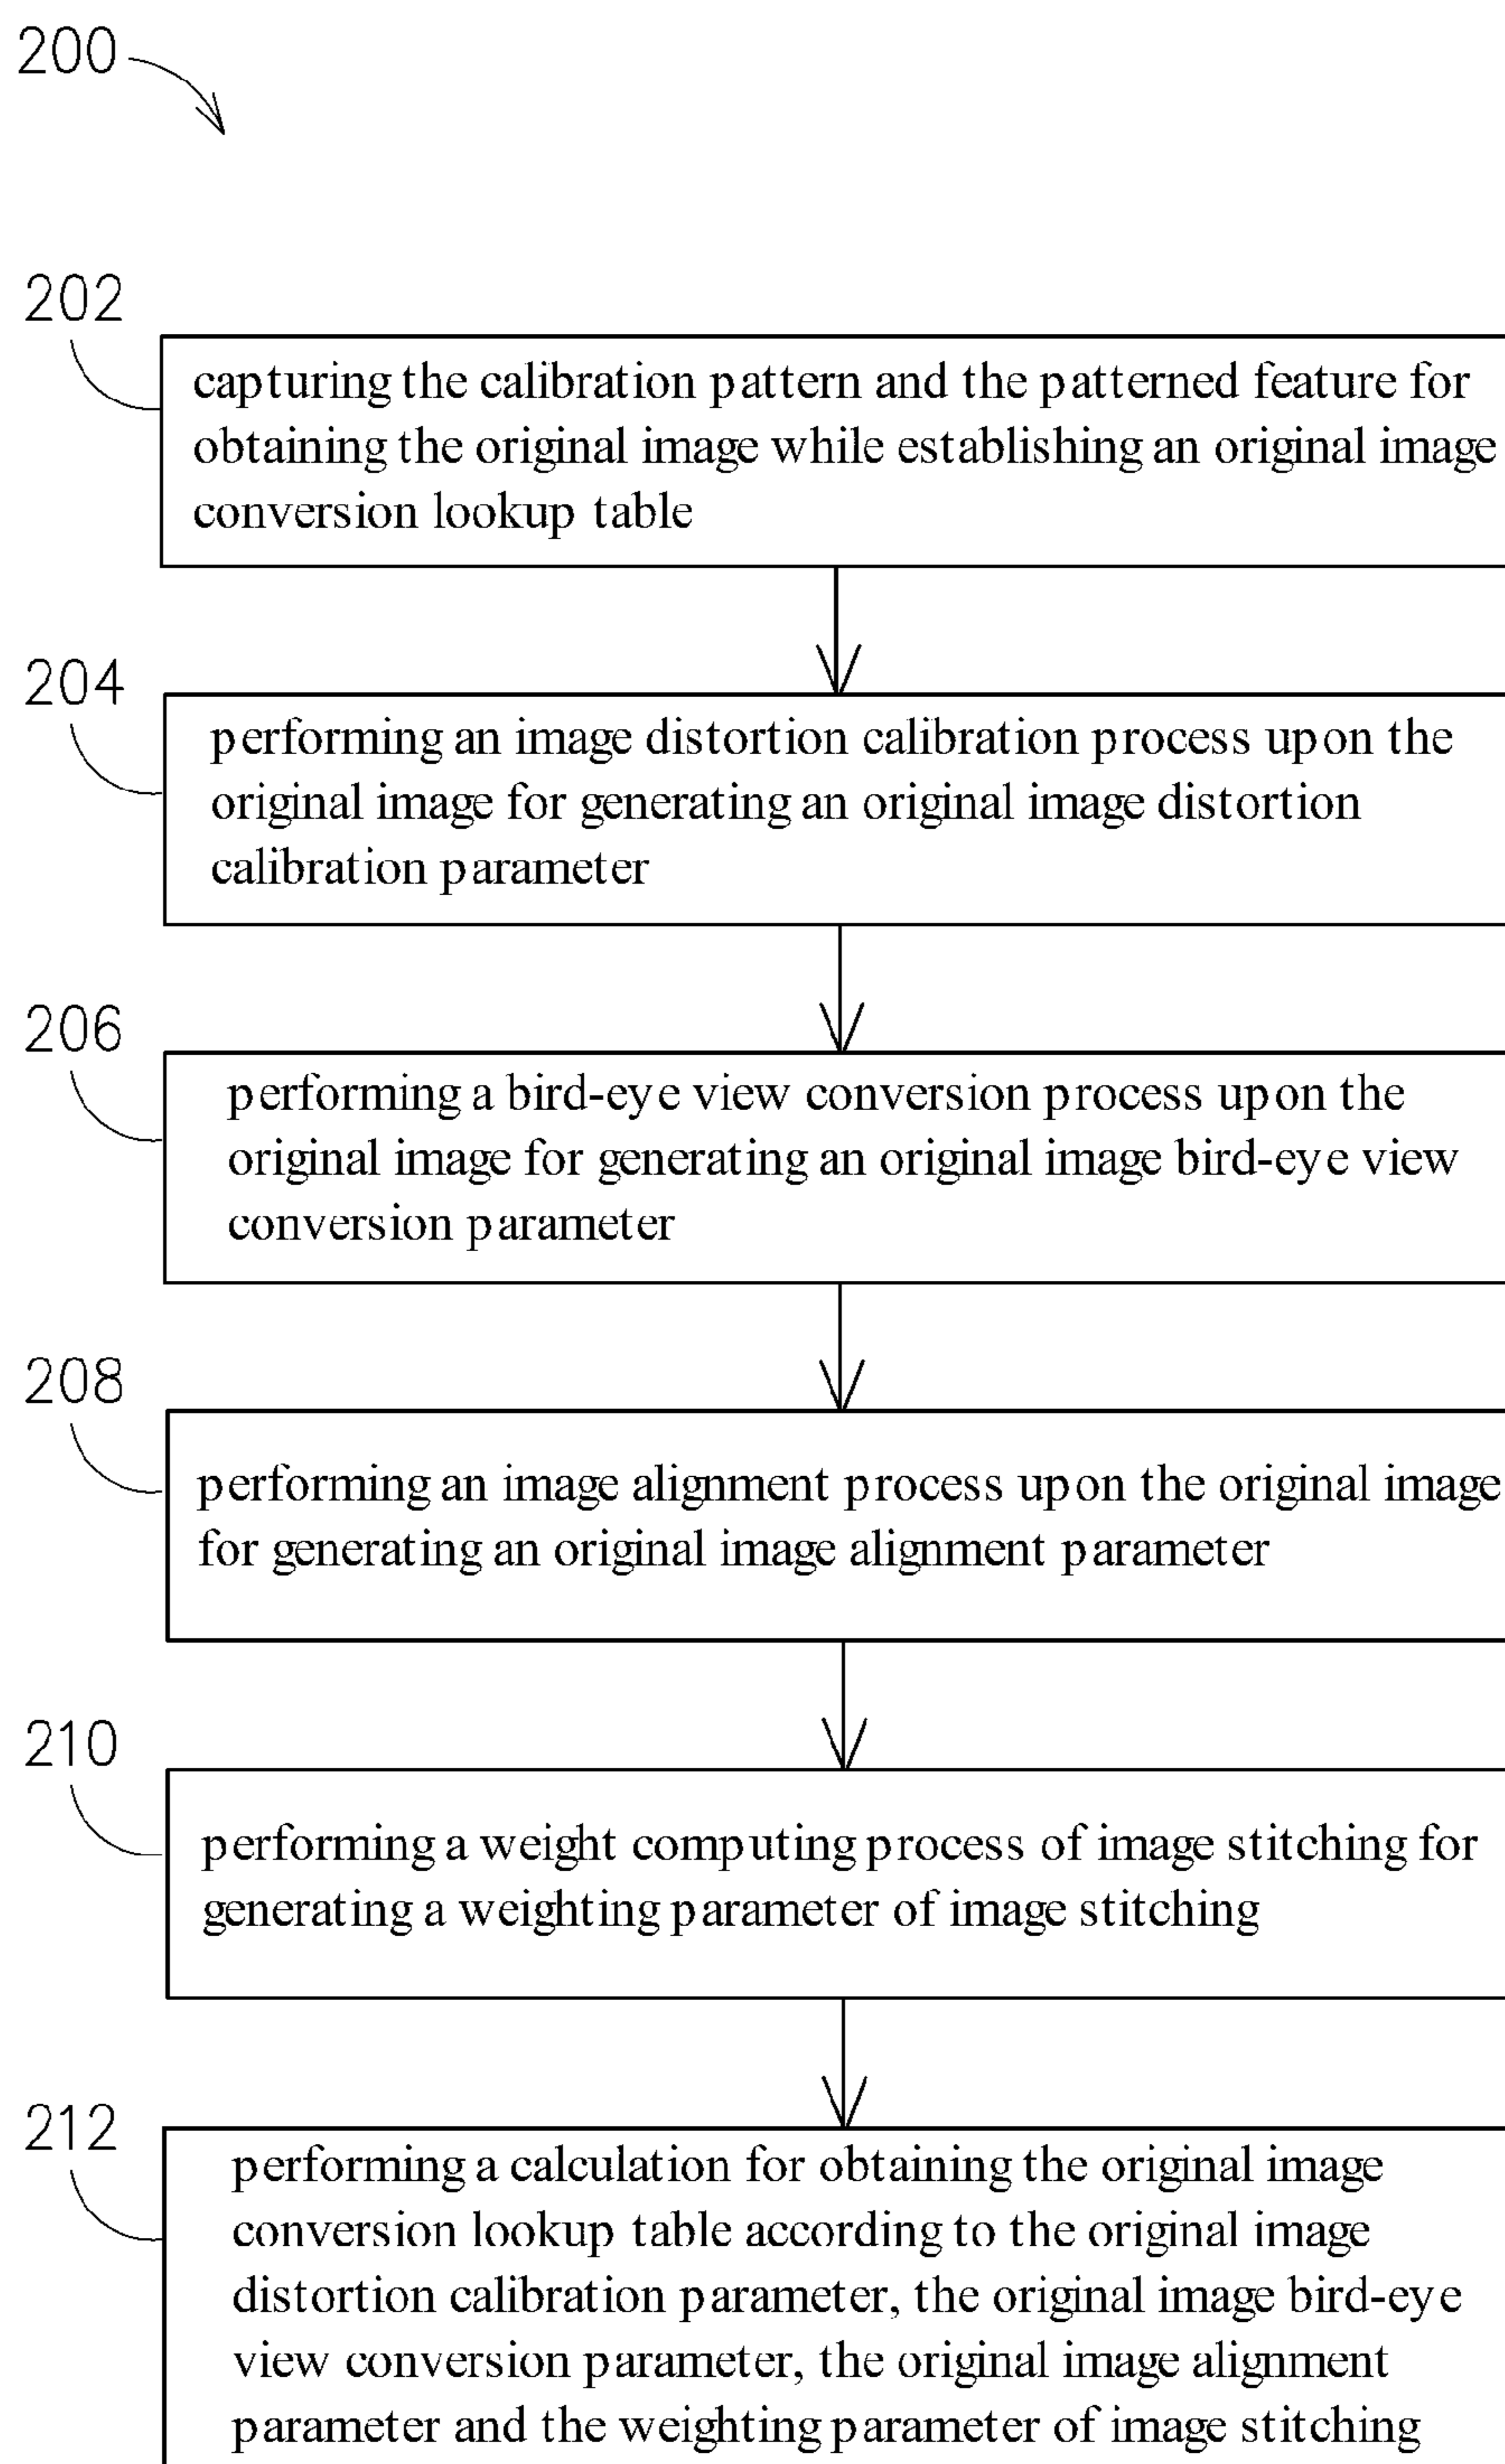 200
202
capturing the calibration pattern and the patterned feature for
obtaining the original image while establishing an original image
conversion lookup table
204
performing an image distortion calibration process upon the
original image for generating an original image distortion
calibration parameter
206
performing a bird-eye view conversion process upon the
original image for generating an original image bird-eye view
conversion parameter
208
performing an image alignment process upon the original image
for generating an original image alignment parameter
210
performing a weight computing process of image stitching for
generating a weighting parameter of image stitching
212
performing a calculation for obtaining the original image
conversion lookup table according to the original image
distortion calibration parameter, the original image bird-eye
view conversion parameter, the original image alignment
parameter and the weighting parameter of image stitching